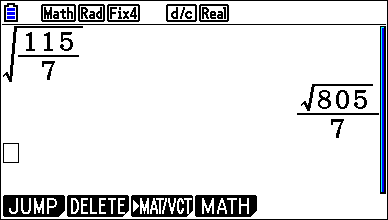 Math Rad Fix4 d/c Real
√(115/7)
√805/7
JUMP DELETE ▶MAT/VCT MATH